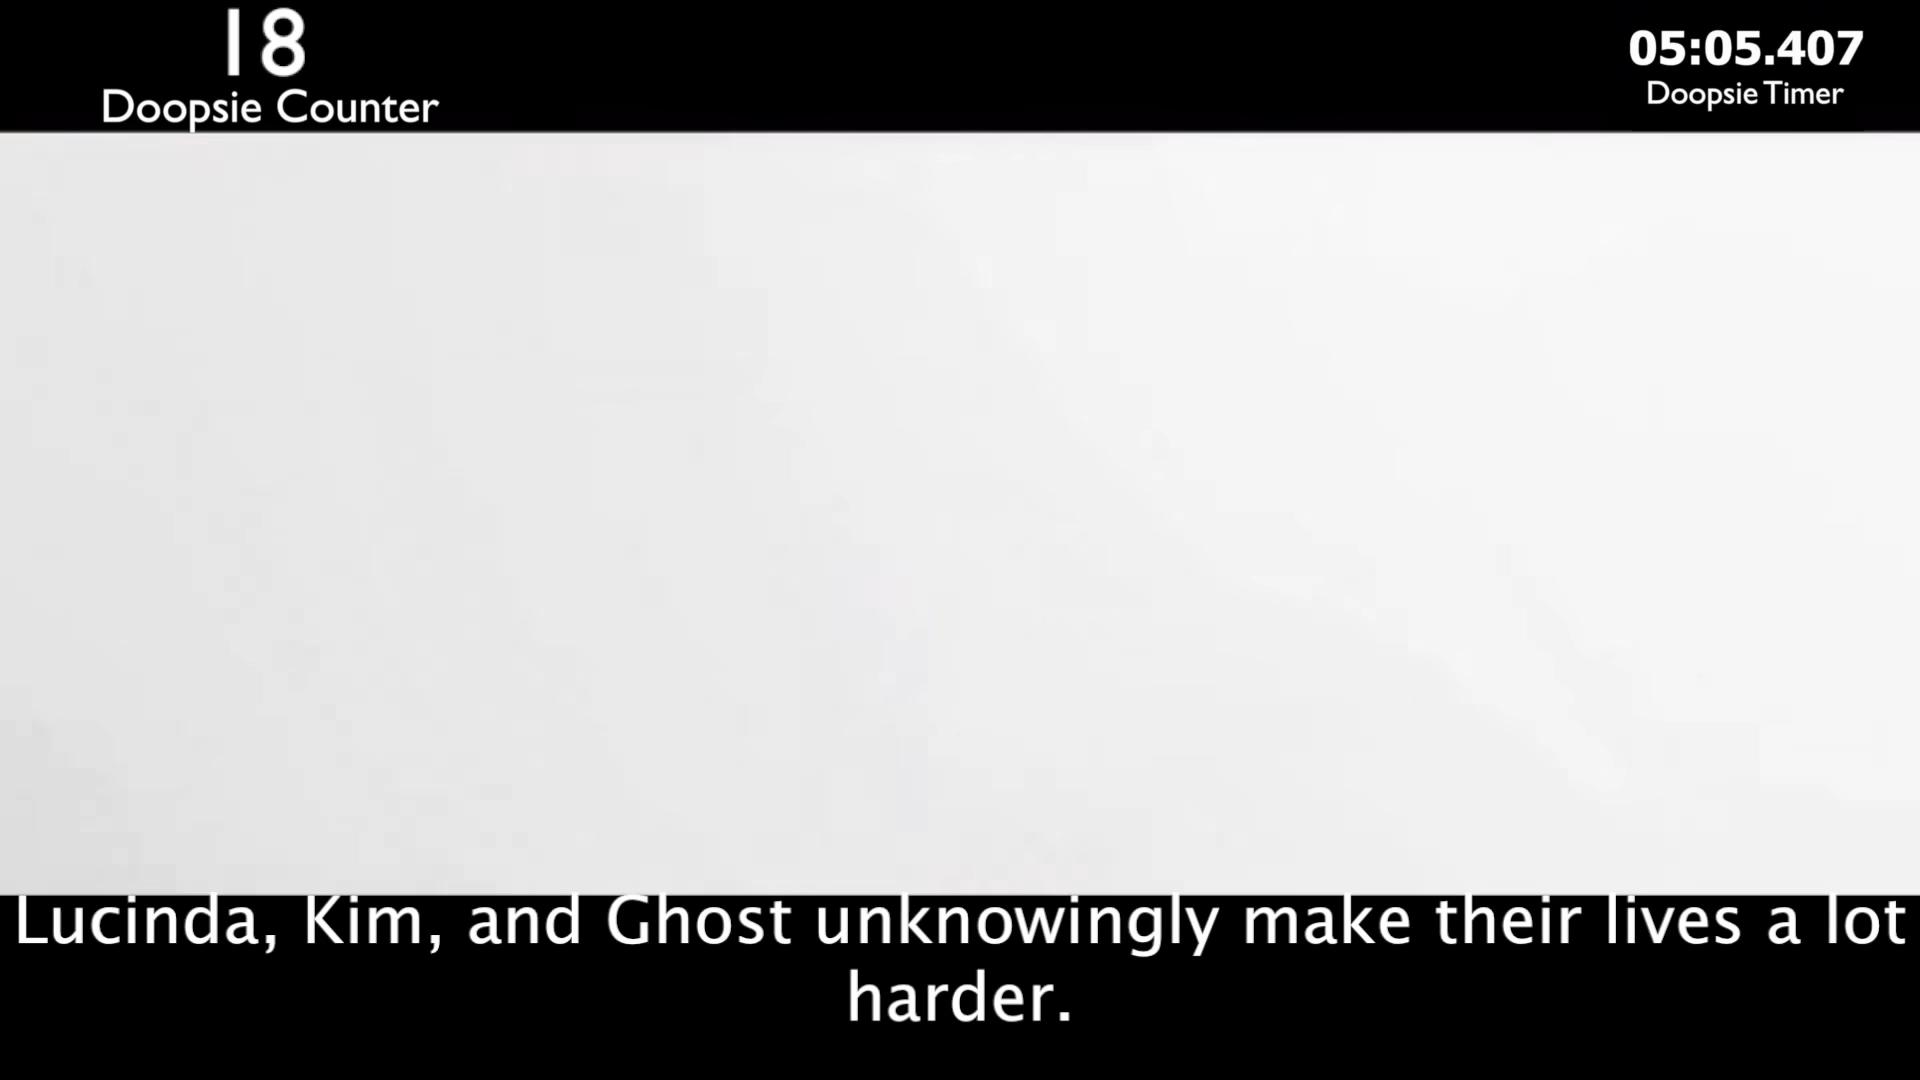 18
Doopsie Counter
05:05.407
Doopsie Timer
Lucinda, Kim, and Ghost unknowingly make their lives a lot
harder.